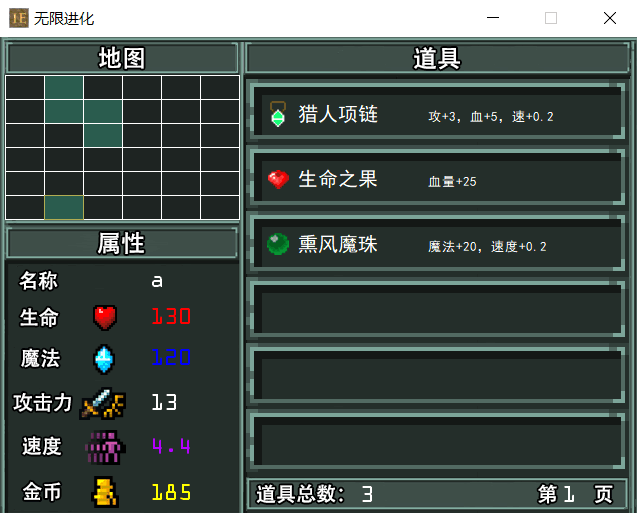 无限进化
地图
道具
猎人项链 攻+3，血+5，速+0.2
生命之果 血量+25
熏风魔珠 魔法+20，速度+0.2
属性
名称 a
生命 130
魔法 120
攻击力 13
速度 4.4
金币 185
道具总数： 3 第 1 页